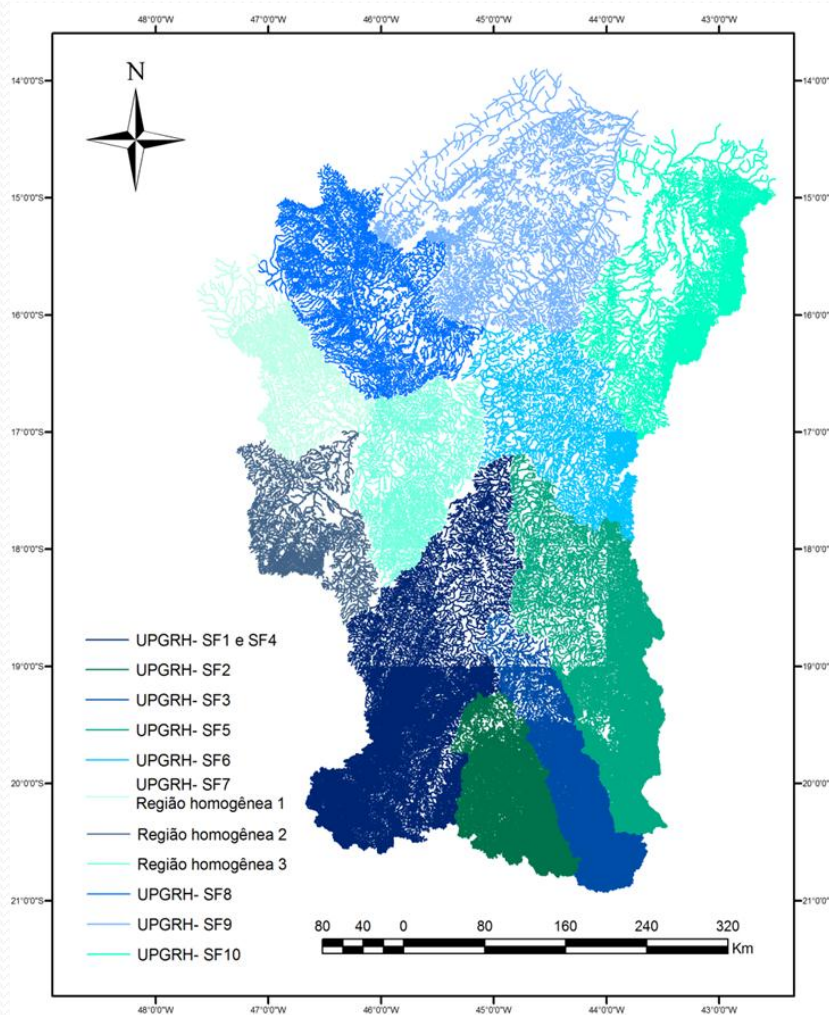 48°0'0"W 47°0'0"W 46°0'0"W 45°0'0"W 44°0'0"W 43°0'0"W
N
14°0'0"S 14°0'0"S
15°0'0"S 15°0'0"S
16°0'0"S 16°0'0"S
17°0'0"S 17°0'0"S
18°0'0"S 18°0'0"S
19°0'0"S 19°0'0"S
20°0'0"S 20°0'0"S
21°0'0"S 21°0'0"S
UPGRH- SF1 e SF4
UPGRH- SF2
UPGRH- SF3
UPGRH- SF5
UPGRH- SF6
UPGRH- SF7
Região homogênea 1
Região homogênea 2
Região homogênea 3
UPGRH- SF8
UPGRH- SF9
UPGRH- SF10
80 40 0 80 160 240 320
Km
48°0'0"W 47°0'0"W 46°0'0"W 45°0'0"W 44°0'0"W 43°0'0"W